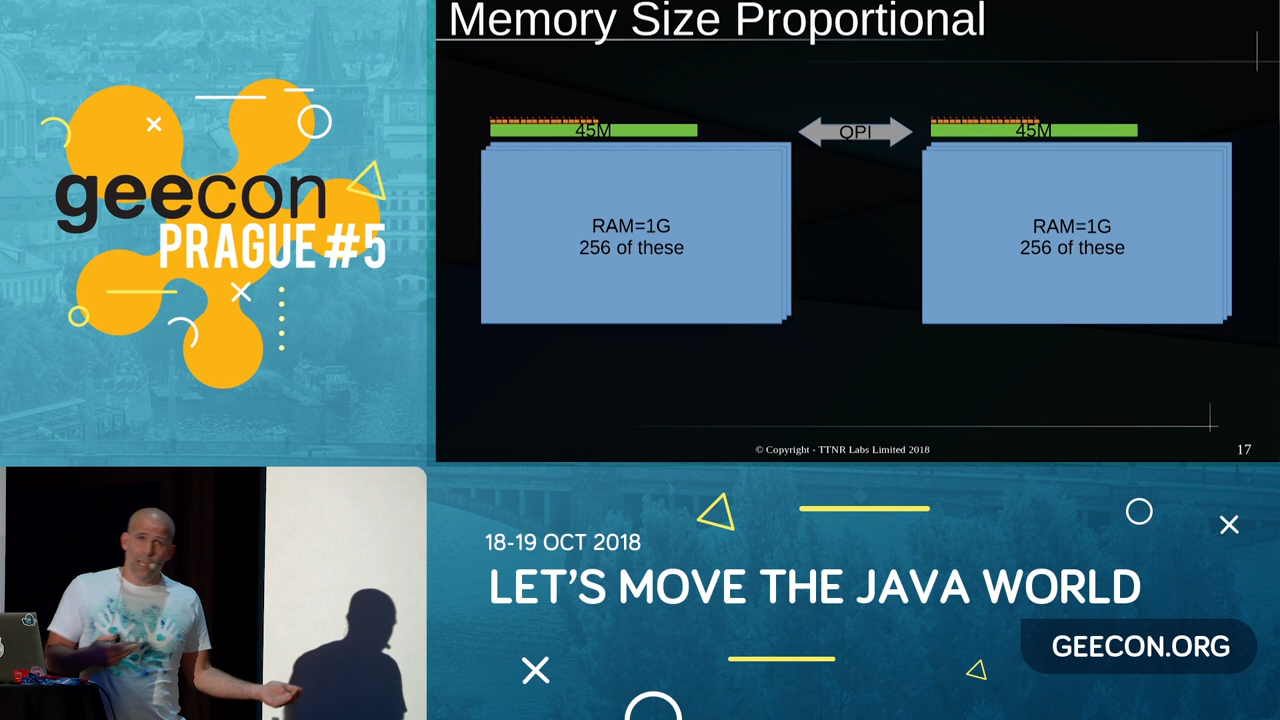 geecon
PRAGUE #5
Memory Size Proportional
45M
QPI
45M
RAM=1G
256 of these
RAM=1G
256 of these
© Copyright - TTNR Labs Limited 2018
17
18-19 OCT 2018
LET'S MOVE THE JAVA WORLD
GEECON.ORG